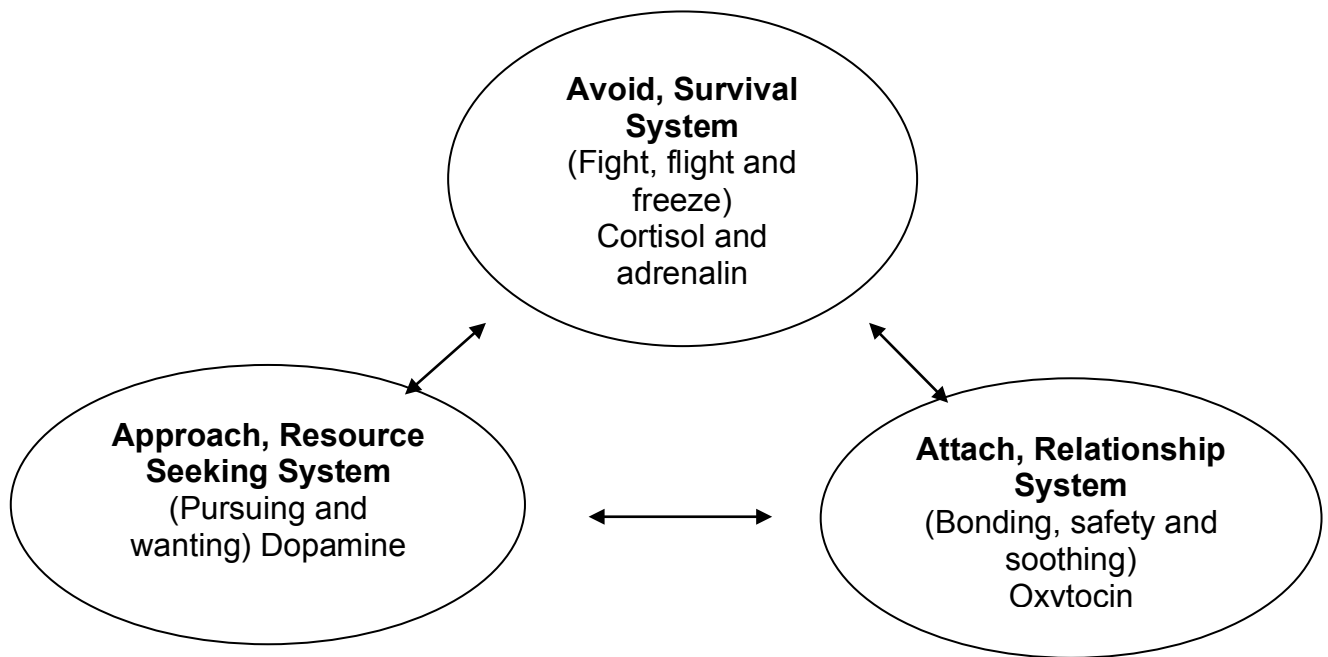 Avoid, Survival
System
(Fight, flight and
freeze)
Cortisol and
adrenalin
Approach, Resource
Seeking System
(Pursuing and
wanting) Dopamine
Attach, Relationship
System
(Bonding, safety and
soothing)
Oxytocin